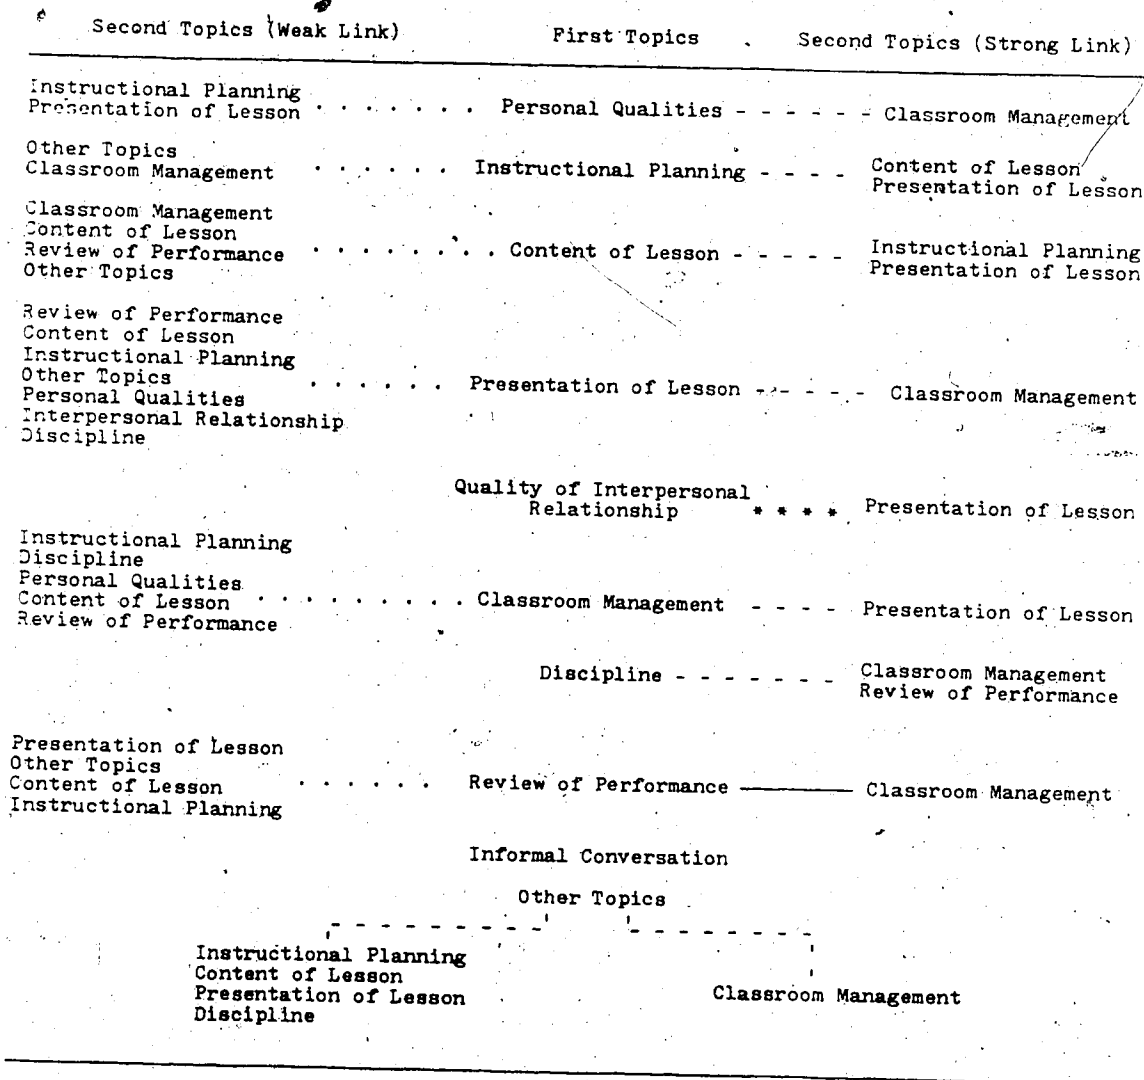 Second Topics (Weak Link) First Topics Second Topics (Strong Link)
Instructional Planning
Presentation of Lesson . . . . . . . Personal Qualities - - - - - - Classroom Management
Other Topics
Classroom Management . . . . . . Instructional Planning - - - - Content of Lesson
Presentation of Lesson
Classroom Management
Content of Lesson
Review of Performance . . . . . . . . Content of Lesson - - - - - Instructional Planning
Other Topics Presentation of Lesson
Review of Performance
Content of Lesson
Instructional Planning
Other Topics . . . . . . Presentation of Lesson - - - - - Classroom Management
Personal Qualities
Interpersonal Relationship
Discipline
Quality of Interpersonal
Relationship * * * * Presentation of Lesson
Instructional Planning
Discipline
Personal Qualities
Content of Lesson . . . . . . . . . Classroom Management - - - - Presentation of Lesson
Review of Performance
Discipline - - - - - - - Classroom Management
Review of Performance
Presentation of Lesson
Other Topics
Content of Lesson . . . . . . Review of Performance ——— Classroom Management
Instructional Planning
Informal Conversation
Other Topics
Instructional Planning
Content of Lesson
Presentation of Lesson Classroom Management
Discipline